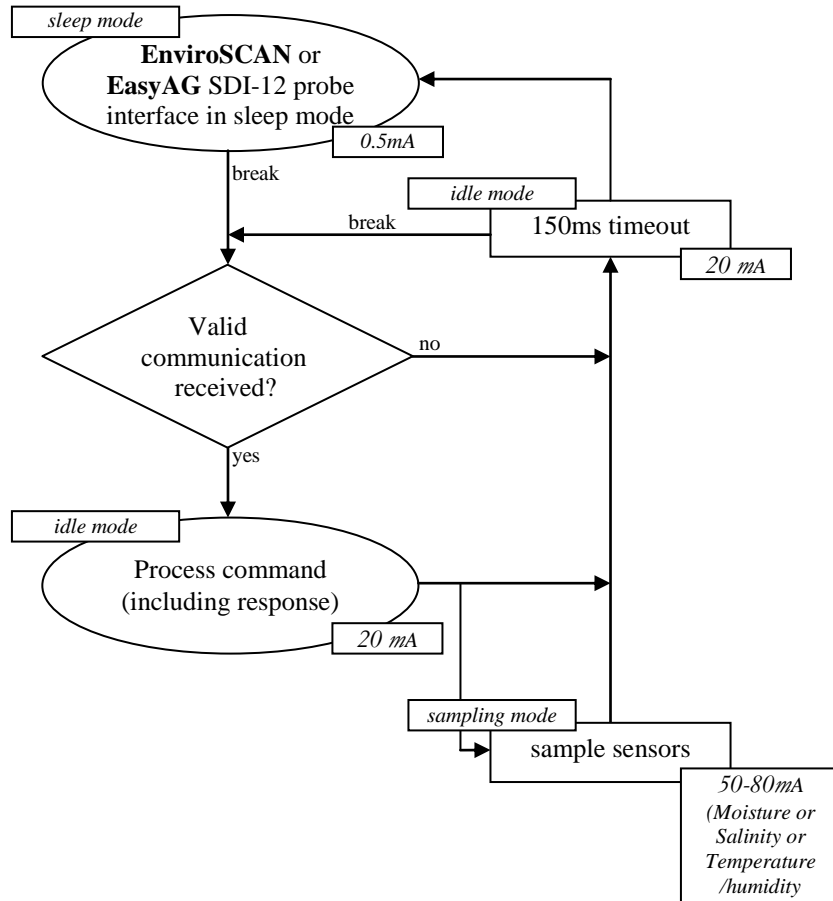 sleep mode
EnviroSCAN or
EasyAG SDI-12 probe
interface in sleep mode
0.5mA
break
idle mode
150ms timeout
break
20 mA
Valid
communication
received?
no
yes
idle mode
Process command
(including response)
20 mA
sampling mode
sample sensors
50-80mA
(Moisture or
Salinity or
Temperature
/humidity